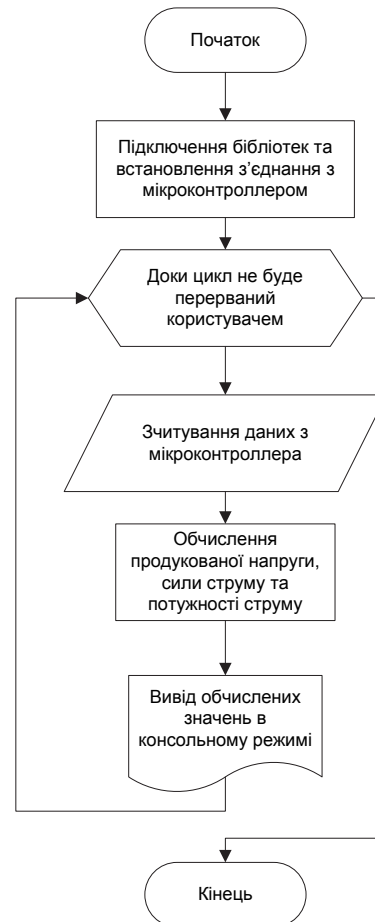 Початок
Підключення бібліотек та
встановлення з’єднання з
мікроконтроллером
Доки цикл не буде
перерваний
користувачем
Зчитування даних з
мікроконтроллера
Обчислення
продукованої напруги,
сили струму та
потужності струму
Вивід обчислених
значень в
консольному режимі
Кінець